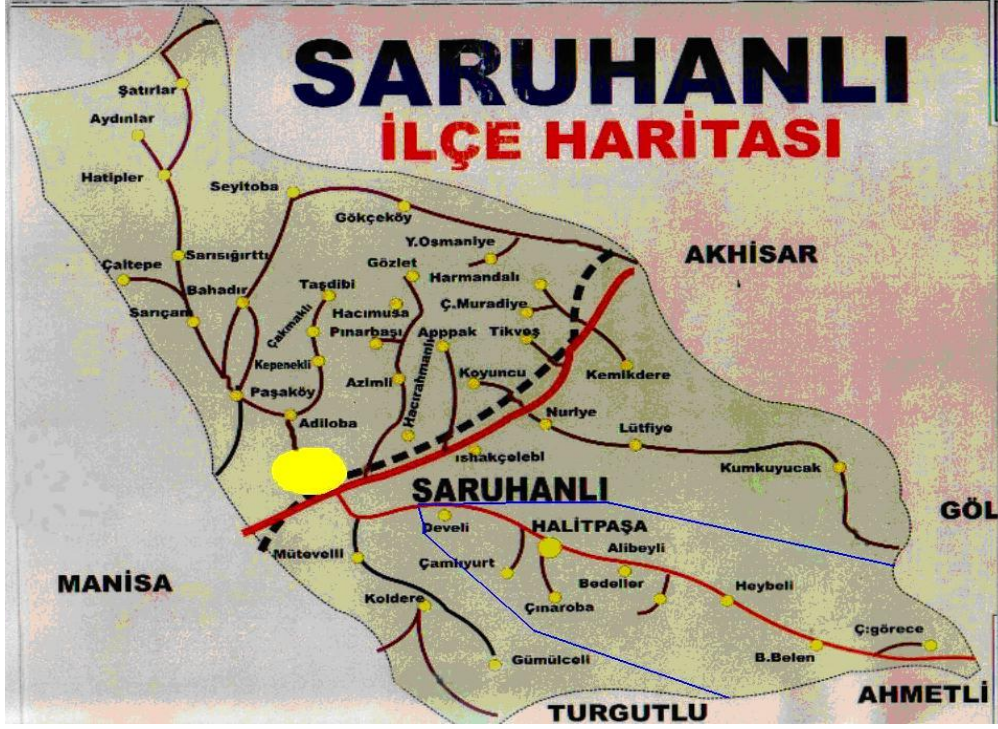 SARUHANLI
İLÇE HARİTASI
Şatırlar
Aydınlar
Hatipler
Seyitoba
Gökçeköy
Y.Osmaniye
AKHİSAR
Sarısığırttı
Çaltepe
Gözlet
Harmandalı
Taşdibi
Bahadır
Hacımusa
Ç.Muradiye
Sarıçam
Çakmaklı
Pınarbaşı
Apppak
Tikveş
Kepenekli
Hacırahmanlı
Azimli
Koyuncu
Kemikdere
Paşaköy
Adiloba
Nuriye
Lütfiye
ishakçelebi
Kumkuyucak
SARUHANLI
GÖL
Develi
HALİTPAŞA
Mütevelli
Alibeyli
Çamlıyurt
Bedeller
MANİSA
Heybeli
Koldere
Çınaroba
Ç:görece
Gümülceli
B.Belen
AHMETLİ
TURGUTLU